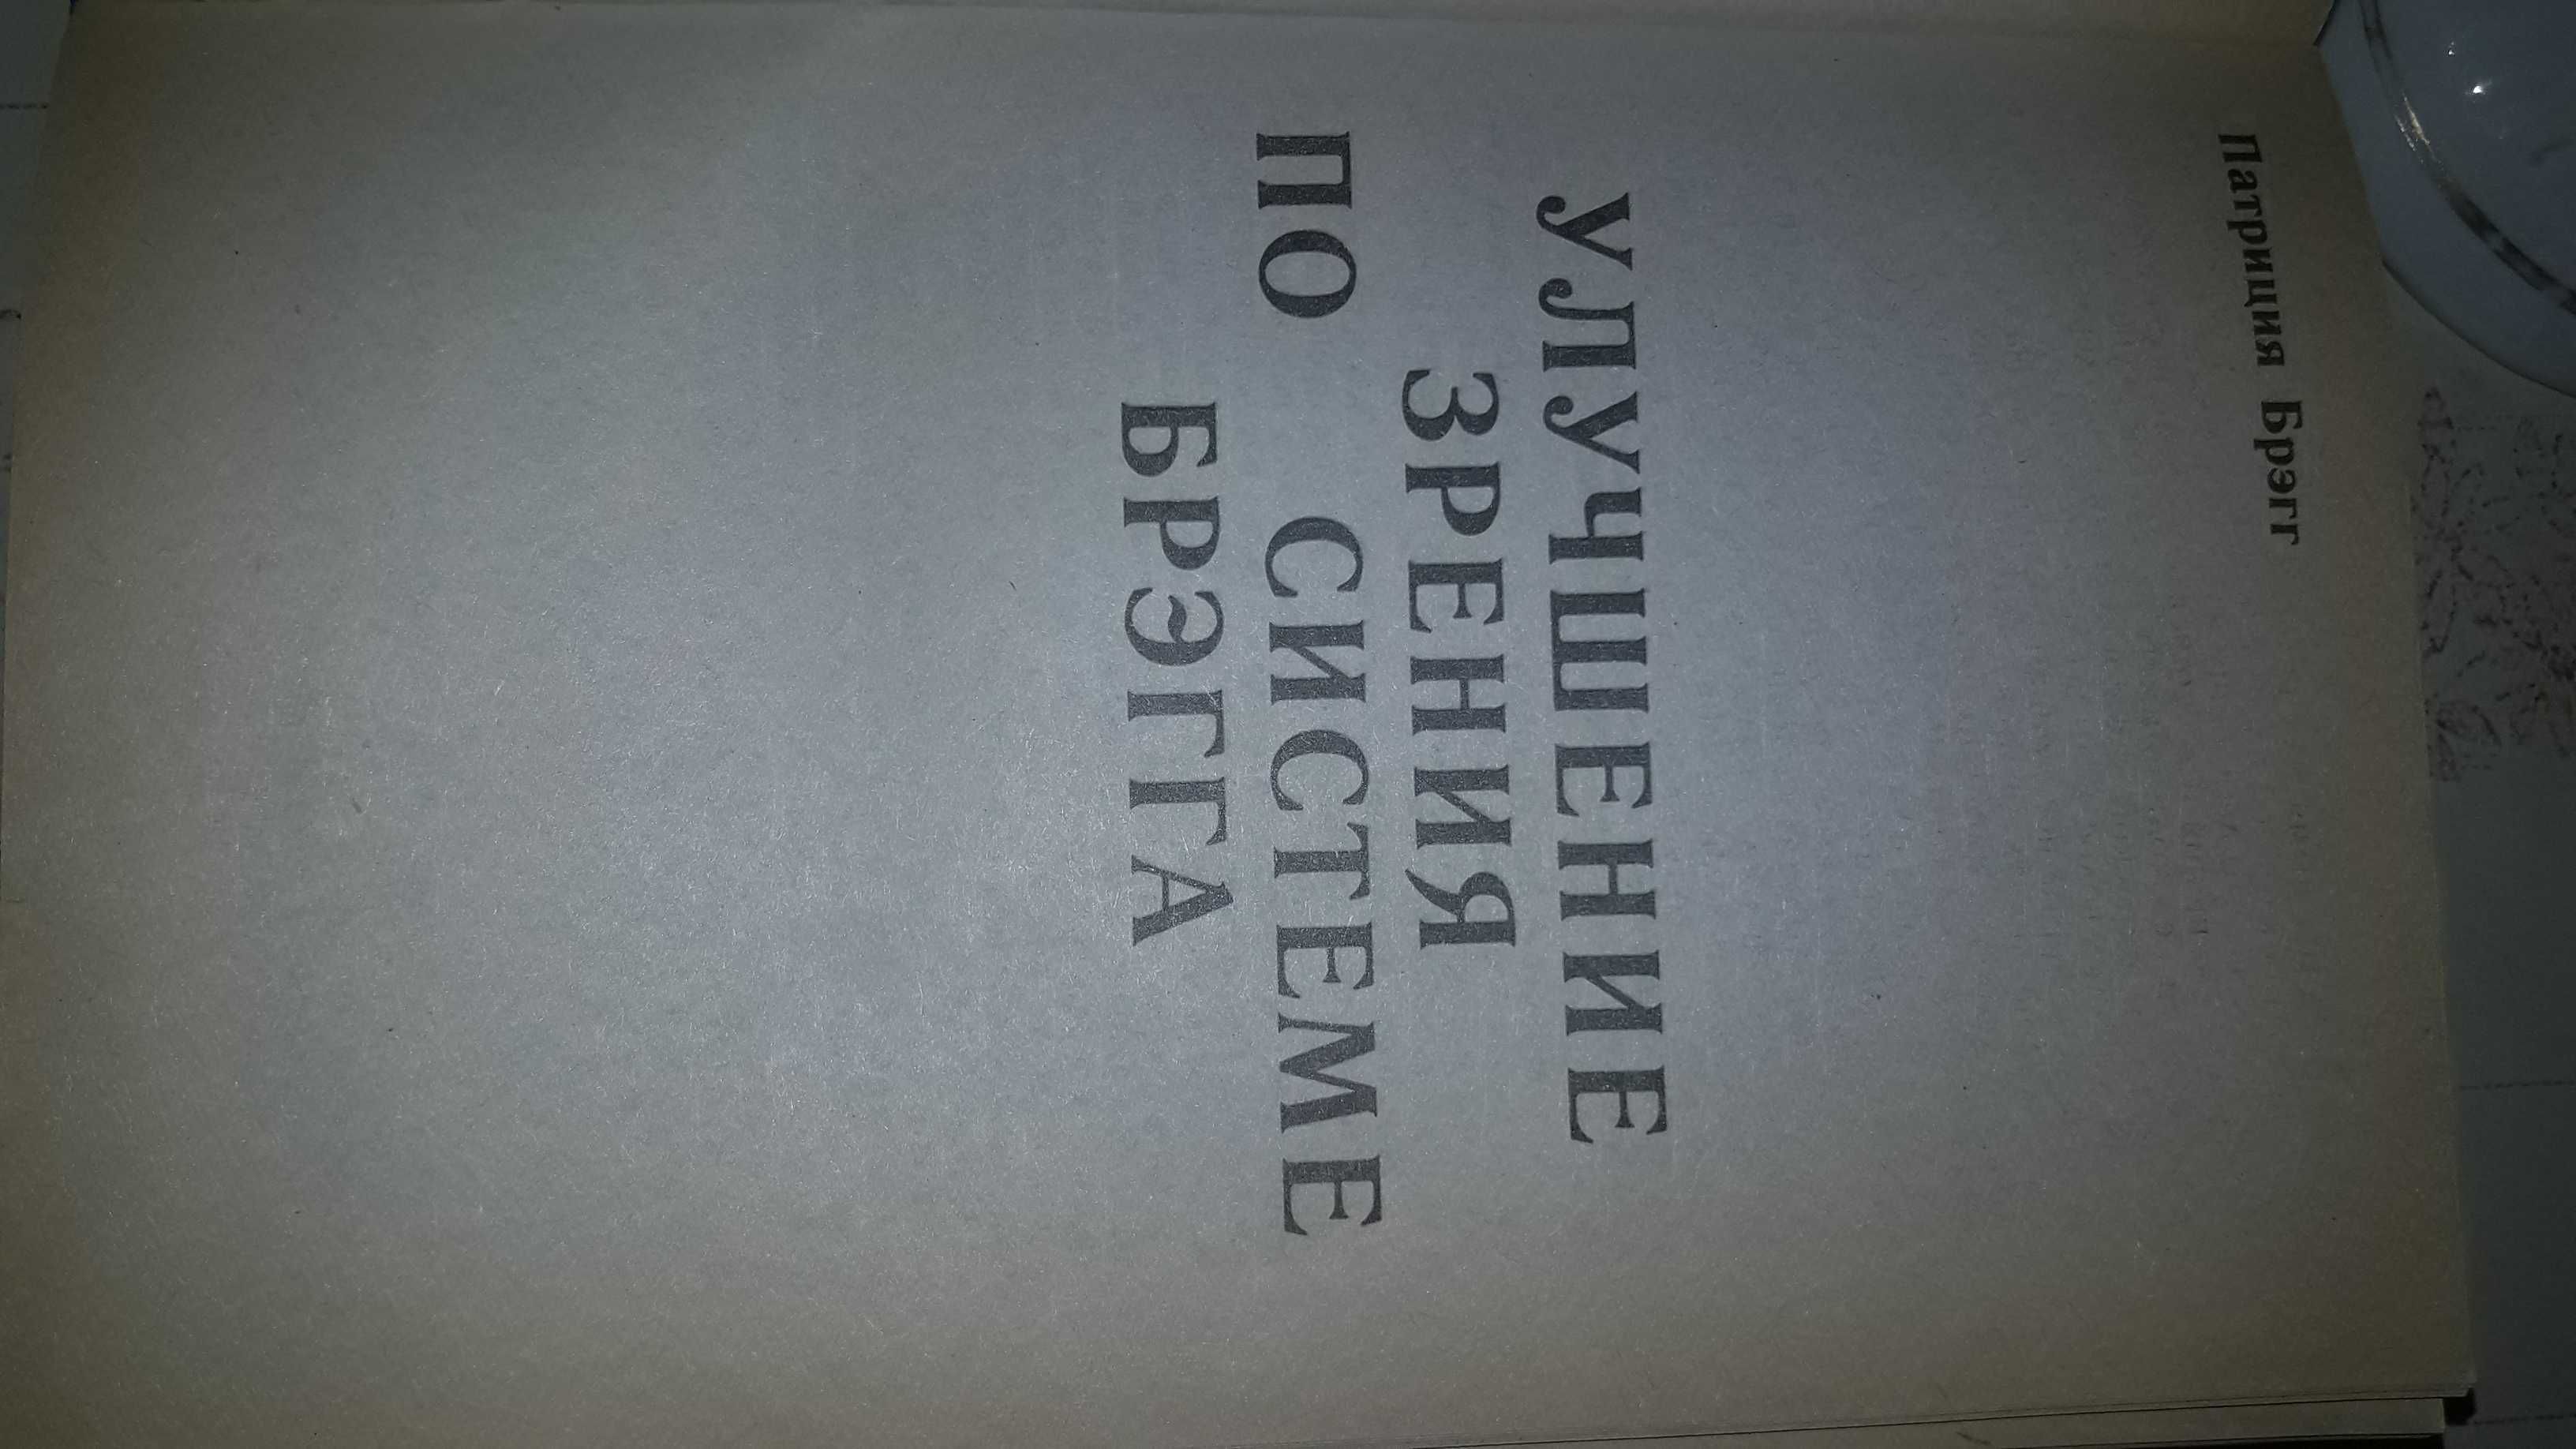 Патриция Брэгг
УЛУЧШЕНИЕ
ЗРЕНИЯ
ПО СИСТЕМЕ
БРЭГГА